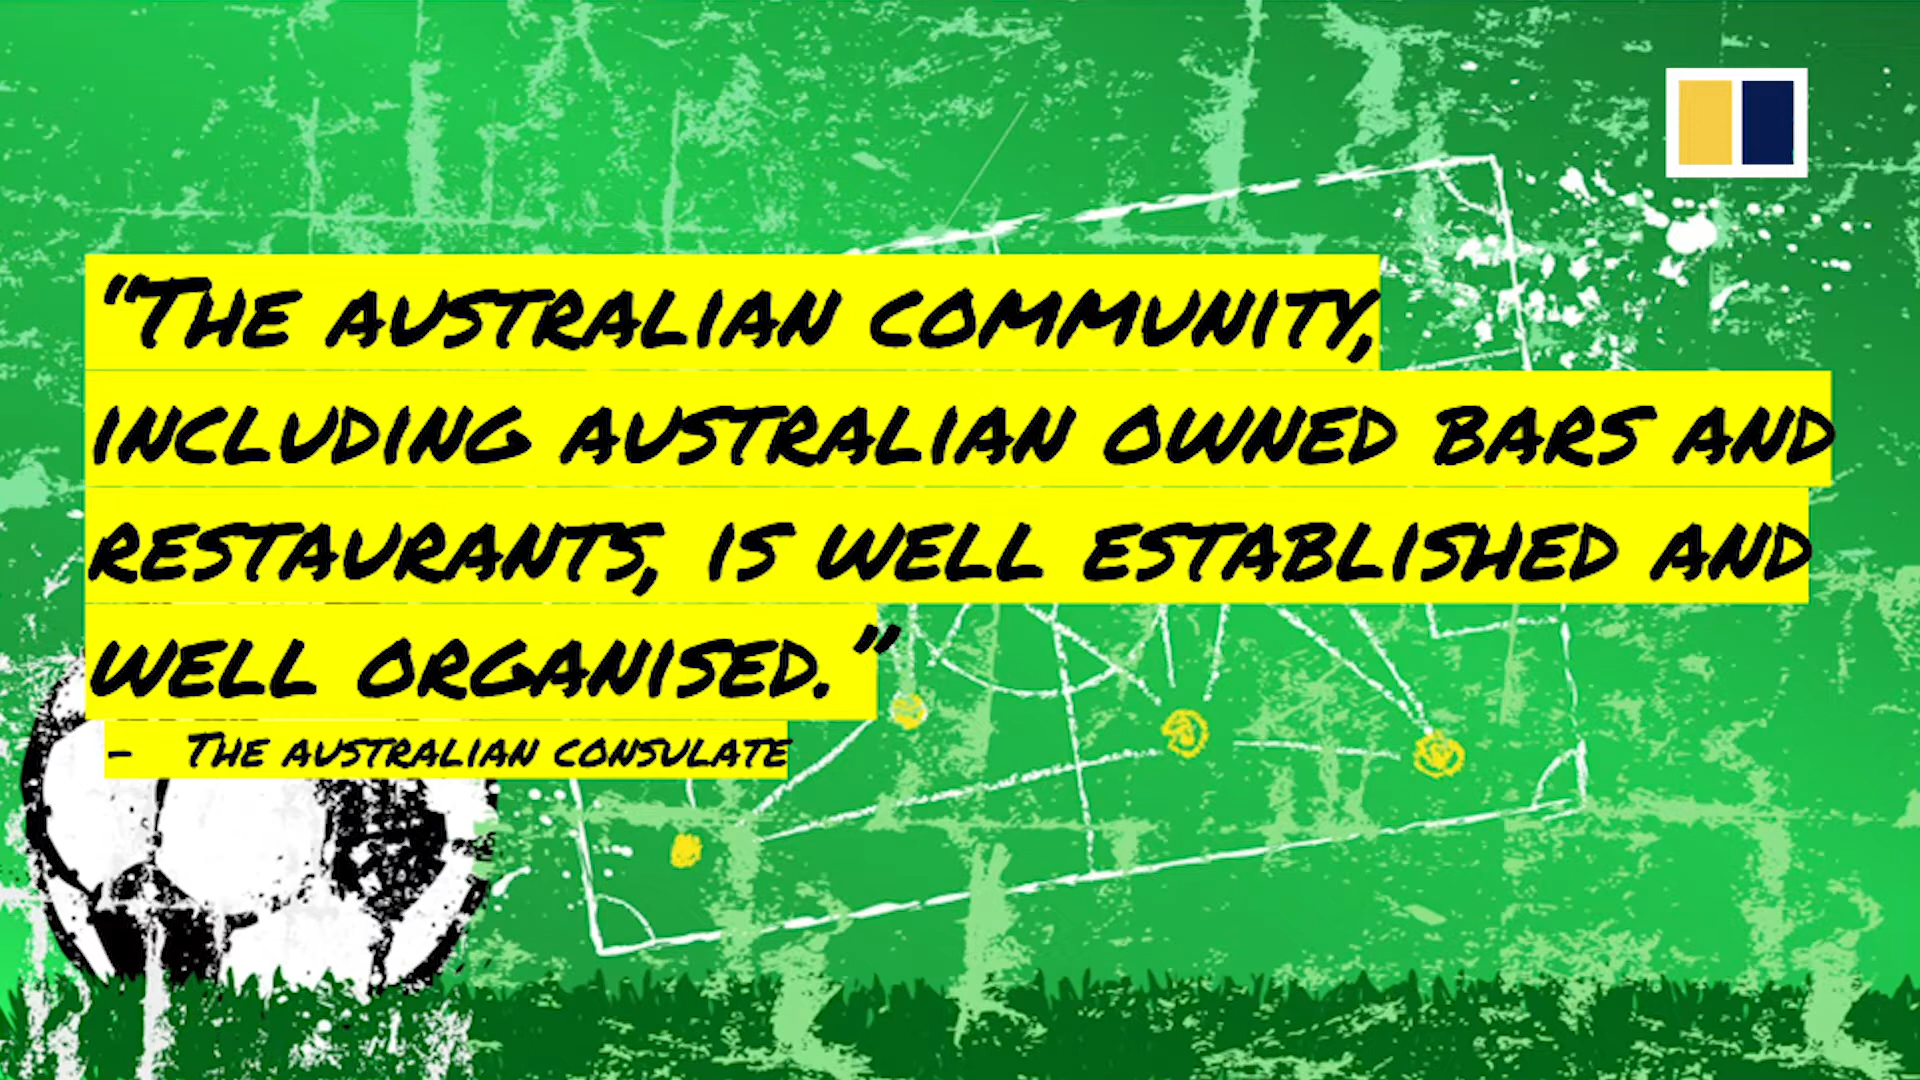 “The Australian community,
including Australian owned bars and
restaurants, is well established and
well organised.”
- The Australian consulate